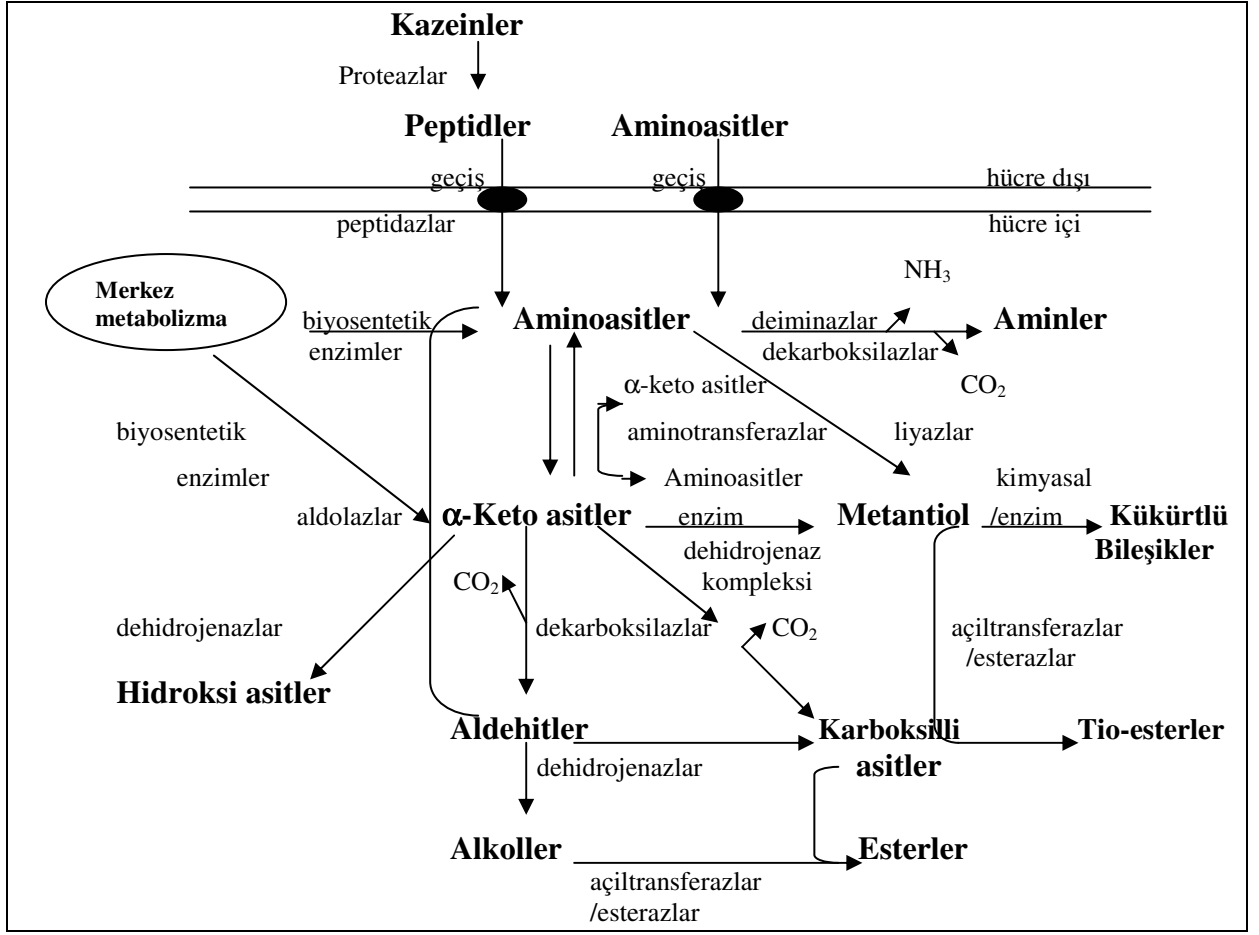 Kazeinler
Proteazlar
Peptidler
Aminoasitler
geçiş
geçiş
hücre dışı
peptidazlar
hücre içi
NH₃
Merkez
metabolizma
biyosentetik
enzimler
Aminoasitler
deiminazlar
dekarboksilazlar
Aminler
CO₂
α-keto asitler
biyosentetik
enzimler
aminotransferazlar
liyazlar
Aminoasitler
kimyasal
aldolazlar
α-Keto asitler
enzim
Metantiol
/enzim
Kükürtlü
Bileşikler
dehidrojenaz
kompleksi
CO₂
dehidrojenazlar
dekarboksilazlar
CO₂
açiltransferazlar
/esterazlar
Hidroksi asitler
Aldehitler
Karboksilli
asitler
Tio-esterler
dehidrojenazlar
Alkoller
Esterler
açiltransferazlar
/esterazlar